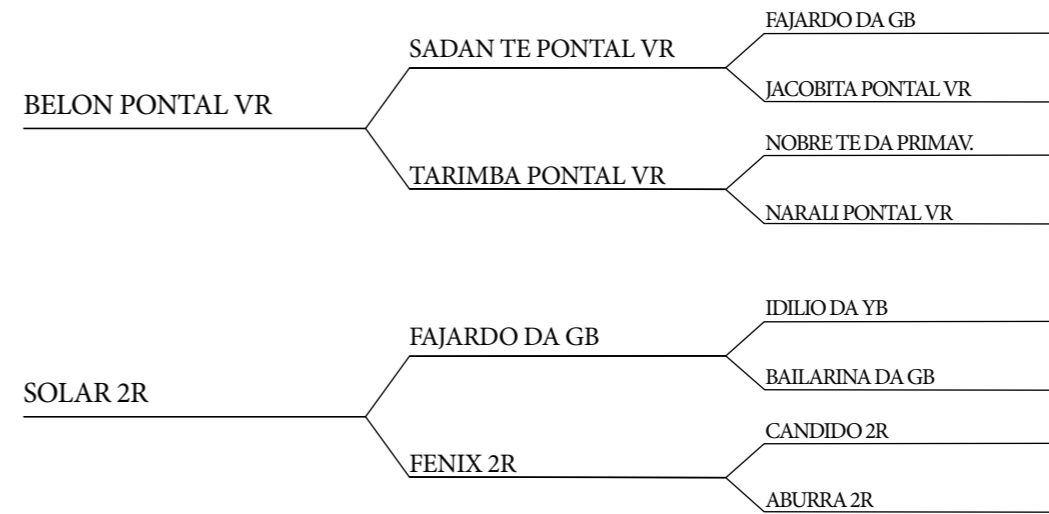 FAJARDO DA GB
SADAN TE PONTAL VR
JACOBITA PONTAL VR
BELON PONTAL VR
NOBRE TE DA PRIMAV.
TARIMBA PONTAL VR
NARALI PONTAL VR
IDILIO DA YB
FAJARDO DA GB
BAILARINA DA GB
SOLAR 2R
CANDIDO 2R
FENIX 2R
ABURRA 2R